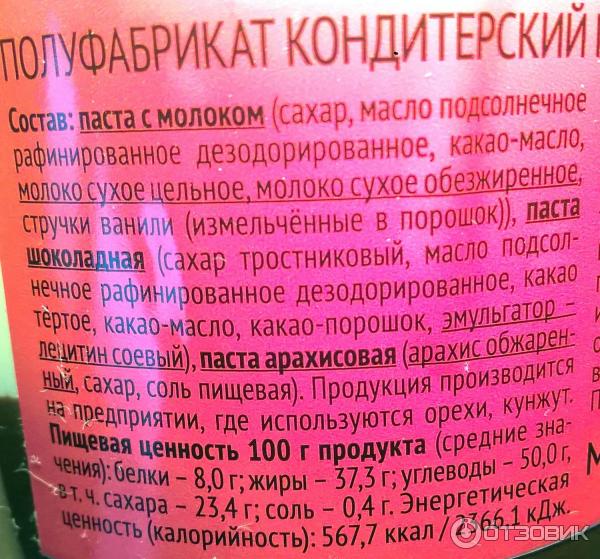 ПОЛУФАБРИКАТ КОНДИТЕРСКИЙ
Состав: паста с молоком (сахар, масло подсолнечное
рафинированное дезодорированное, какао-масло,
молоко сухое цельное, молоко сухое обезжиренное,
стручки ванили (измельчённые в порошок)), паста
шоколадная (сахар тростниковый, масло подсол-
нечное рафинированное дезодорированное, какао
тёртое, какао-масло, какао-порошок, эмульгатор –
лецитин соевый), паста арахисовая (арахис обжарен-
ный, сахар, соль пищевая). Продукция производится
на предприятии, где используются орехи, кунжут.
Пищевая ценность 100 г продукта (средние зна-
чения): белки – 8,0 г; жиры – 37,3 г; углеводы – 50,0 г,
в т. ч. сахара – 23,4 г; соль – 0,4 г. Энергетическая
ценность (калорийность): 567,7 ккал / 2366,1 кДж.
ОТЗОВИК